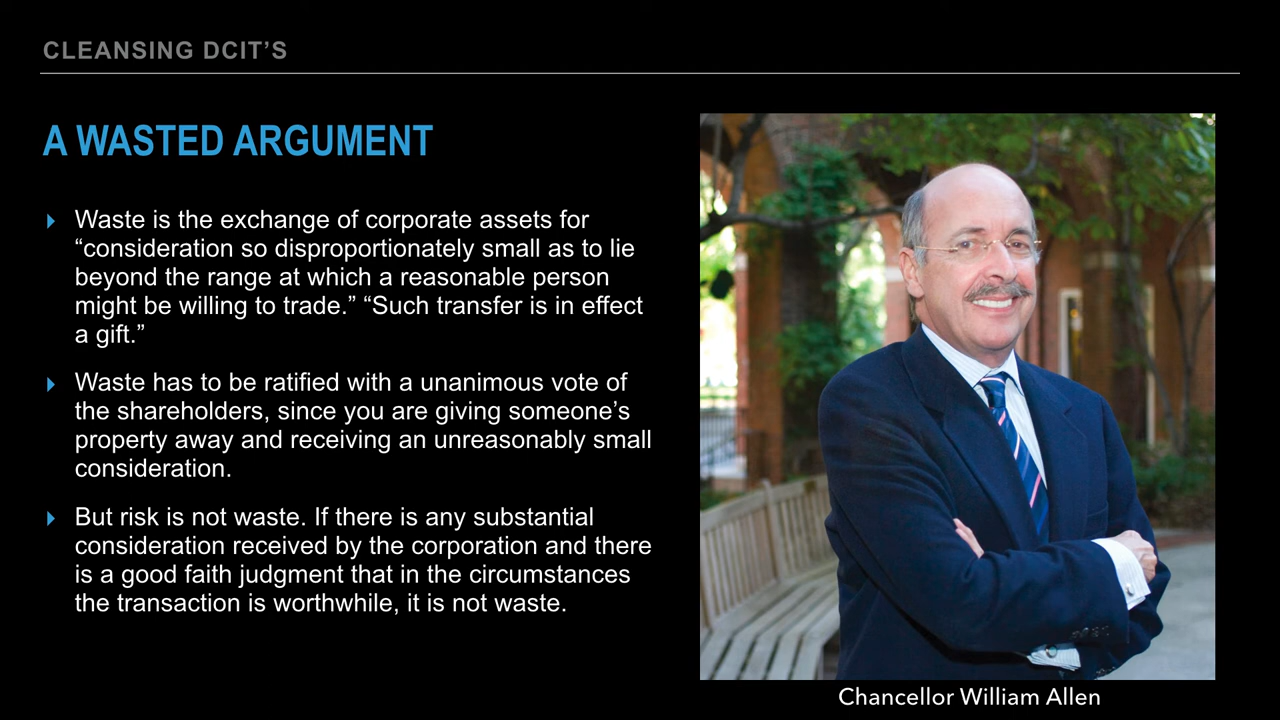 CLEANSING DCIT’S
A WASTED ARGUMENT
Waste is the exchange of corporate assets for
“consideration so disproportionately small as to lie
beyond the range at which a reasonable person
might be willing to trade.” “Such transfer is in effect
a gift.”
Waste has to be ratified with a unanimous vote of
the shareholders, since you are giving someone’s
property away and receiving an unreasonably small
consideration.
But risk is not waste. If there is any substantial
consideration received by the corporation and there
is a good faith judgment that in the circumstances
the transaction is worthwhile, it is not waste.
Chancellor William Allen